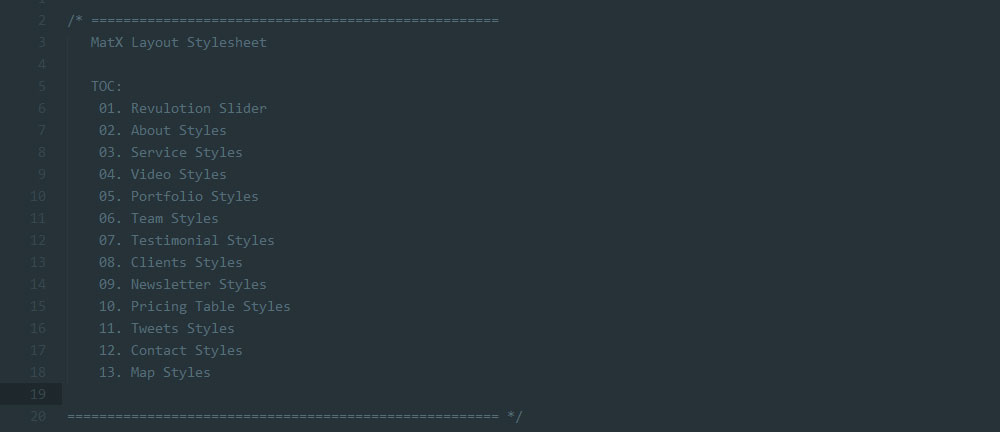 2 /* ===================================================
3 MatX Layout Stylesheet
4
5 TOC:
6 01. Revulotion Slider
7 02. About Styles
8 03. Service Styles
9 04. Video Styles
10 05. Portfolio Styles
11 06. Team Styles
12 07. Testimonial Styles
13 08. Clients Styles
14 09. Newsletter Styles
15 10. Pricing Table Styles
16 11. Tweets Styles
17 12. Contact Styles
18 13. Map Styles
19
20 ====================================================== */